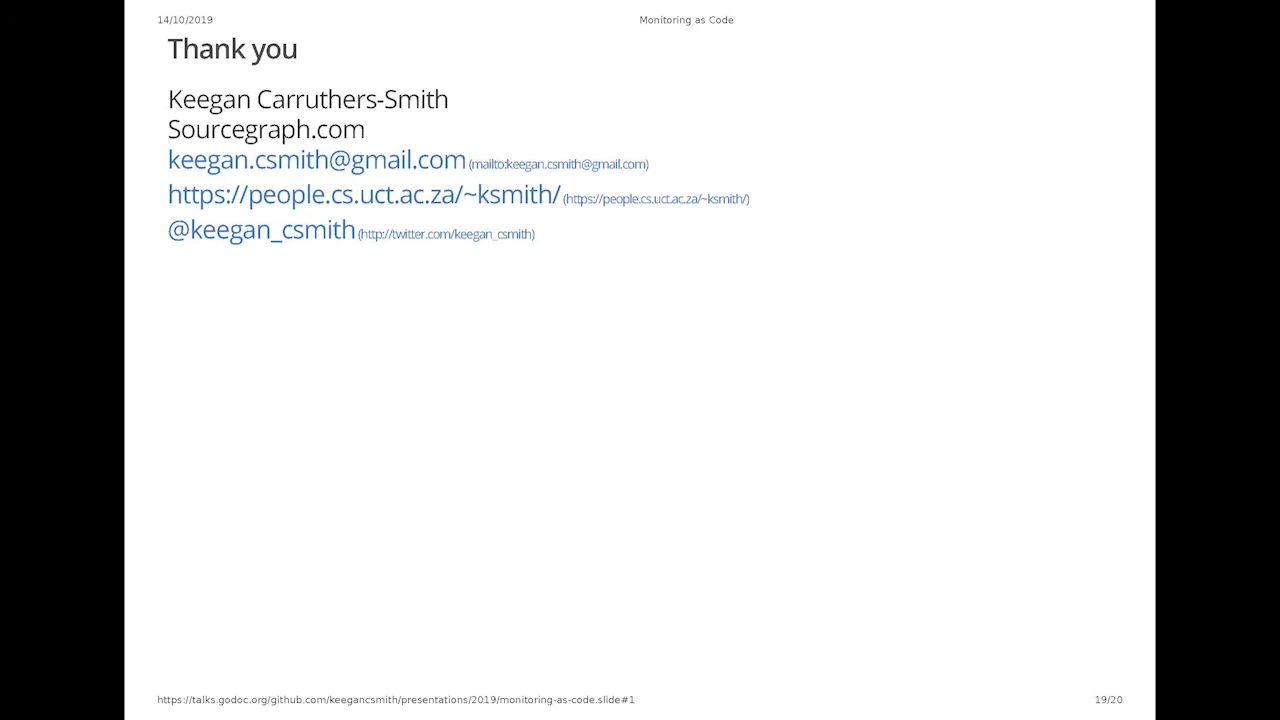 14/10/2019 Monitoring as Code
Thank you
Keegan Carruthers-Smith
Sourcegraph.com
keegan.csmith@gmail.com (mailto:keegan.csmith@gmail.com)
https://people.cs.uct.ac.za/~ksmith/ (https://people.cs.uct.ac.za/~ksmith/)
@keegan_csmith (http://twitter.com/keegan_csmith)
https://talks.godoc.org/github.com/keegancsmith/presentations/2019/monitoring-as-code.slide#1 19/20